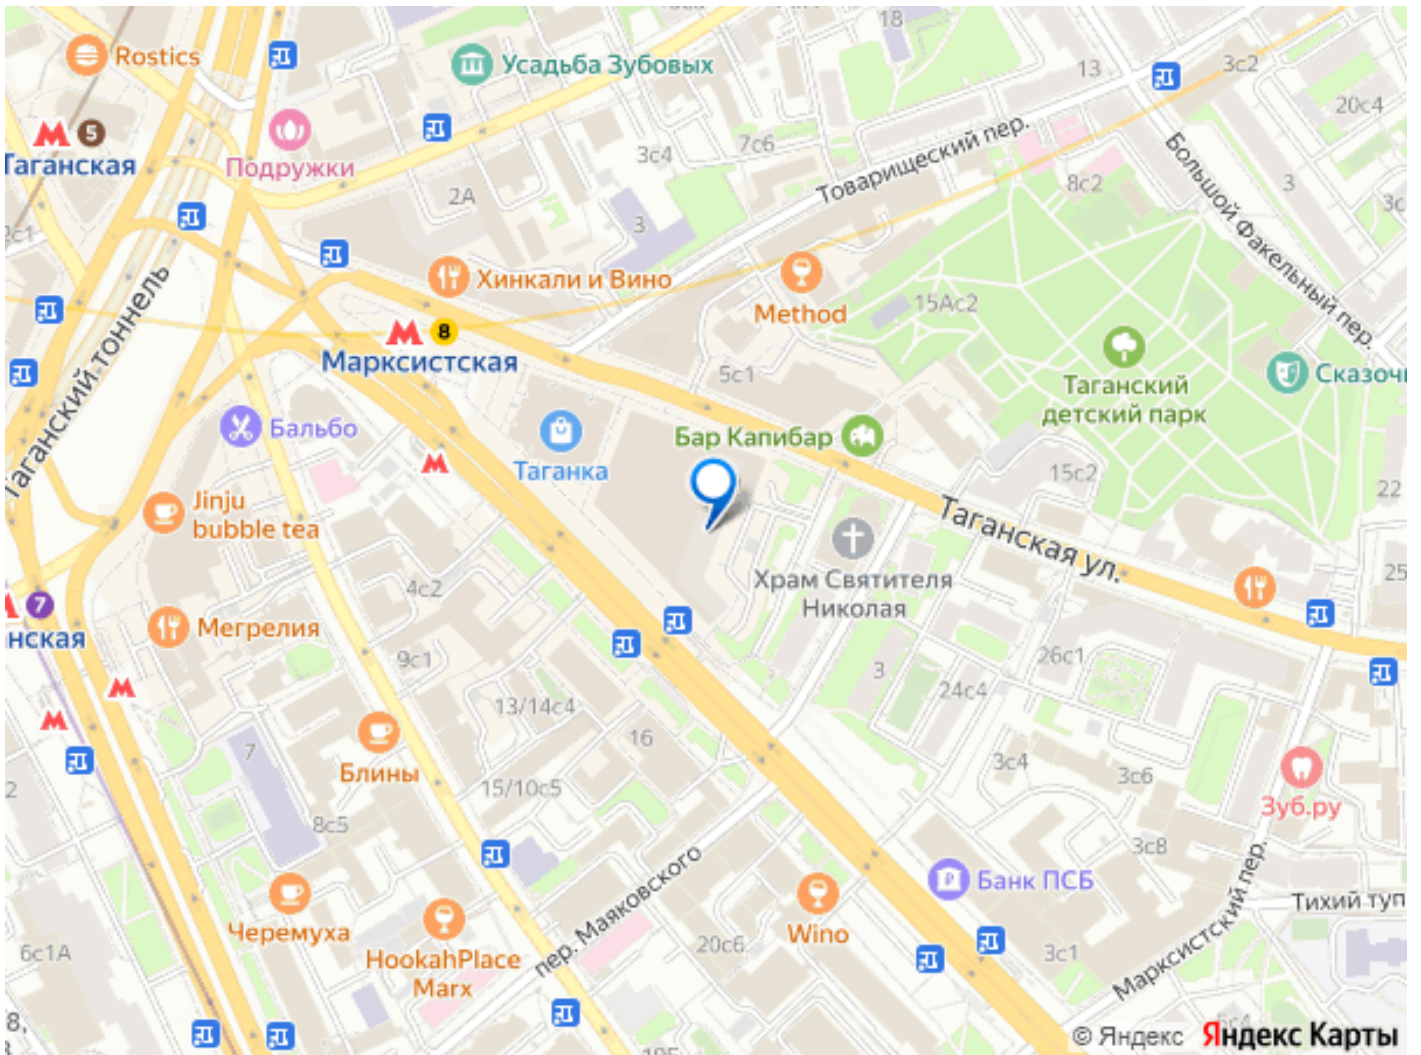 18
Rostics
Усадьба Зубовых
13
3с2
20с4
5
Таганская
Подружки
3с4
7с6
Товарищеский пер.
Большой Факельный пер.
2А
8с2
3
3
Хинкали и Вино
Method
15Ас2
8
Марксистская
Таганский тоннель
5с1
Таганский
детский парк
Бальбо
Таганка
Бар Капибар
15с2
22
Jinju
bubble tea
Таганская ул.
4с2
Храм Святителя
Николая
25
7
нская
Мегрелия
9с1
26с1
3
24с4
13/14с4
16
7
Блины
15/10с5
3с4
3с6
Зуб.ру
8с5
3с8
пер. Маяковского
Банк ПСБ
Марксистский пер.
Тихий туп
Черемуха
Wino
HookahPlace
Marx
20с6
6с1А
3с1
© Яндекс Яндекс Карты